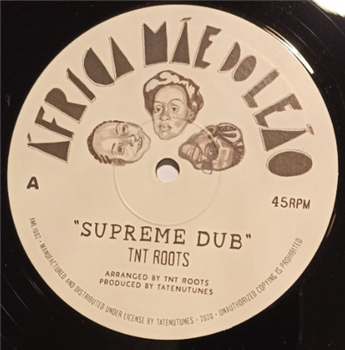 ÁFRICA MÃE DO LEÃO
A
45RPM
"SUPREME DUB"
TNT ROOTS
ARRANGED BY TNT ROOTS
PRODUCED BY TATENUTUNES
MANUFACTURED AND DISTRIBUTED UNDER LICENSE BY TATENUTUNES - 2020 - UNAUTHORIZED COPYING IS PROHIBITED